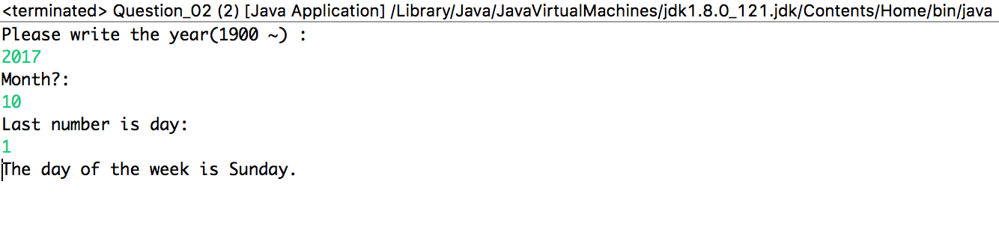 <terminated> Question_02 (2) [Java Application] /Library/Java/JavaVirtualMachines/jdk1.8.0_121.jdk/Contents/Home/bin/java
Please write the year(1900 ~) :
2017
Month?:
10
Last number is day:
1
The day of the week is Sunday.